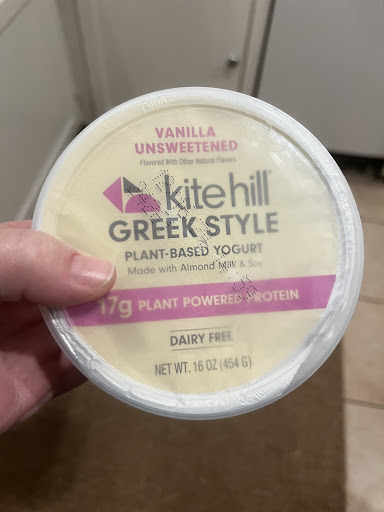 VANILLA
UNSWEETENED
Flavored With Other Natural Flavors
kite hill®
GREEK STYLE
PLANT-BASED YOGURT
Made with Almond Milk & Soy
17g PLANT POWERED PROTEIN
DAIRY FREE
NET WT. 16 OZ (454 G)